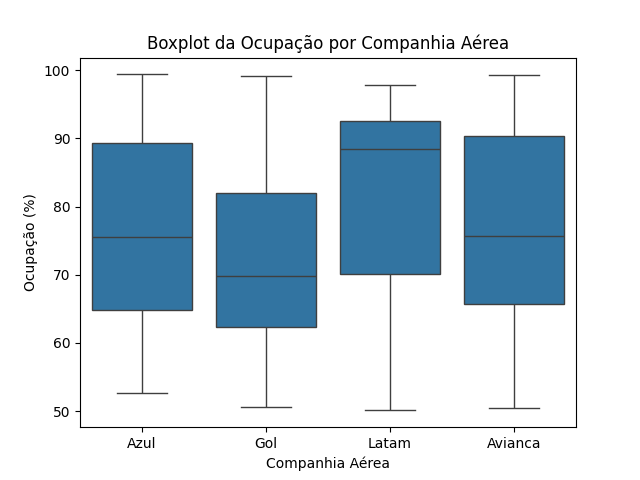 Boxplot da Ocupação por Companhia Aérea
Ocupação (%)
100
90
80
70
60
50
Azul Gol Latam Avianca
Companhia Aérea